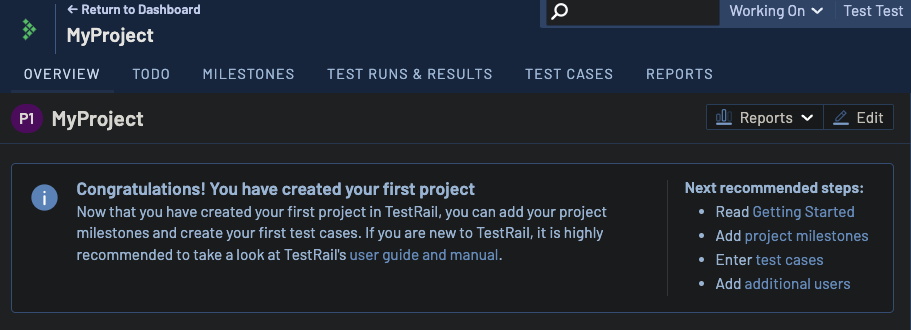 ← Return to Dashboard
MyProject
Working On
Test Test
OVERVIEW TODO MILESTONES TEST RUNS & RESULTS TEST CASES REPORTS
P1 MyProject
Reports
Edit
i
Congratulations! You have created your first project
Now that you have created your first project in TestRail, you can add your project
milestones and create your first test cases. If you are new to TestRail, it is highly
recommended to take a look at TestRail's user guide and manual.
Next recommended steps:
• Read Getting Started
• Add project milestones
• Enter test cases
• Add additional users